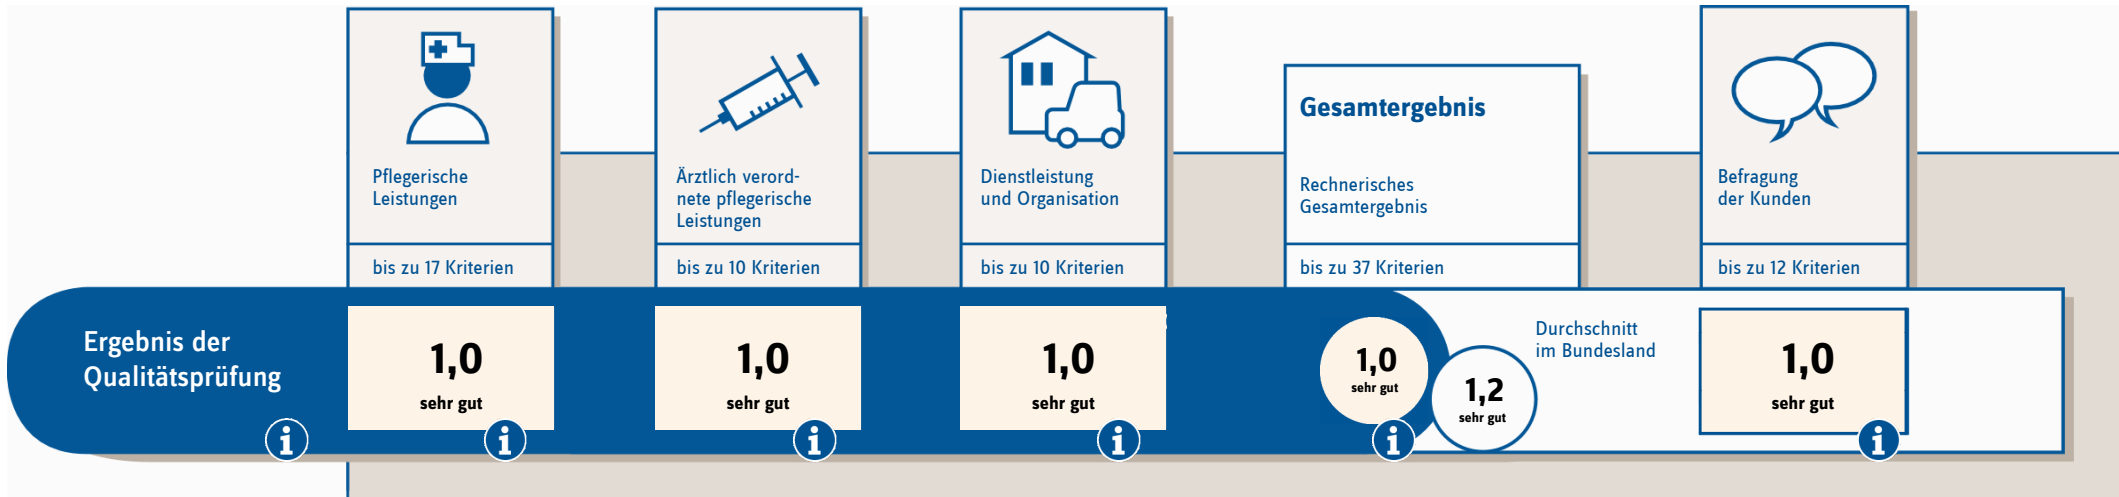 Pflegerische
Leistungen
bis zu 17 Kriterien
Ärztlich verord-
nete pflegerische
Leistungen
bis zu 10 Kriterien
Dienstleistung
und Organisation
bis zu 10 Kriterien
Gesamtergebnis
Rechnerisches
Gesamtergebnis
bis zu 37 Kriterien
Befragung
der Kunden
bis zu 12 Kriterien
Ergebnis der
Qualitätsprüfung
1,0
sehr gut
1,0
sehr gut
1,0
sehr gut
1,0
sehr gut
1,2
sehr gut
Durchschnitt
im Bundesland
1,0
sehr gut